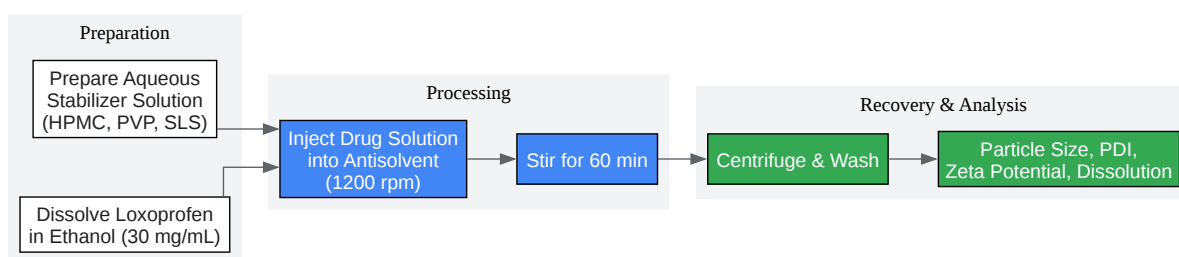 Preparation
Prepare Aqueous
Stabilizer Solution
(HPMC, PVP, SLS)
Dissolve Loxoprofen
in Ethanol (30 mg/mL)
Processing
Inject Drug Solution
into Antisolvent
(1200 rpm)
Stir for 60 min
Recovery & Analysis
Centrifuge & Wash
Particle Size, PDI,
Zeta Potential, Dissolution